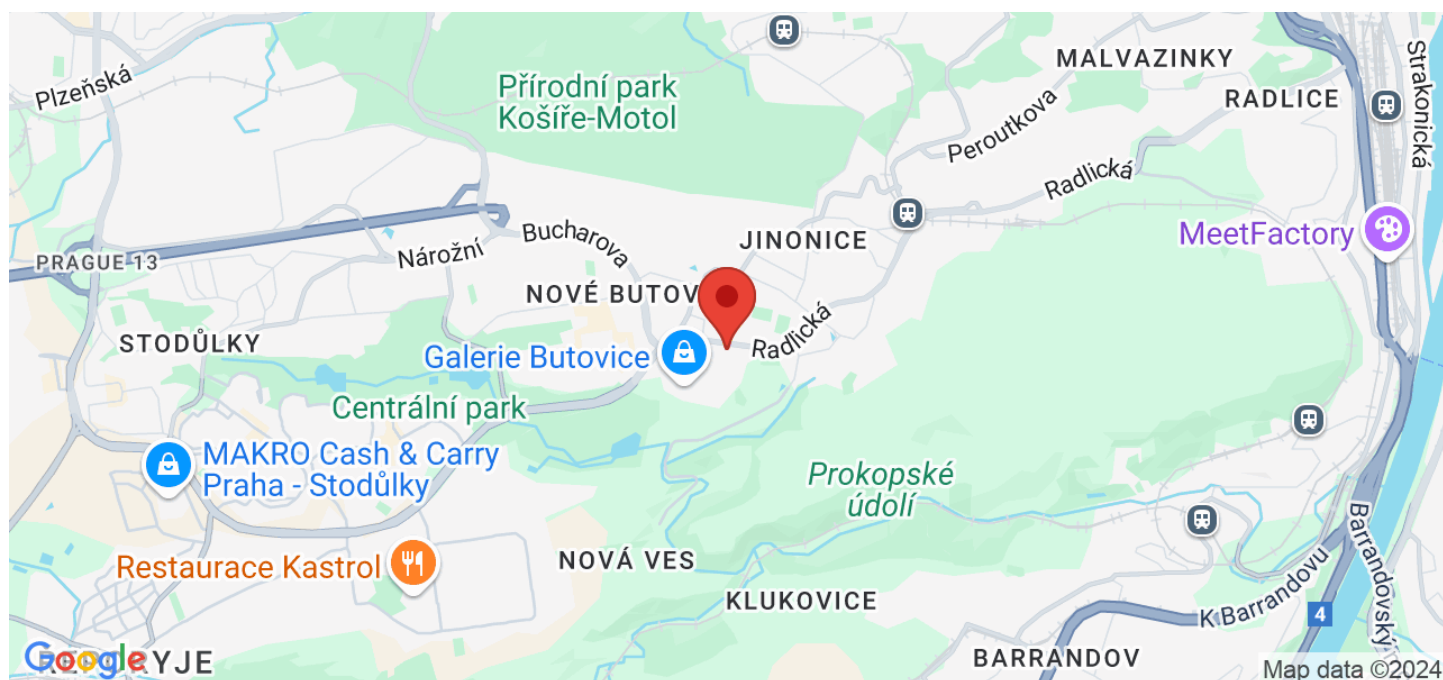 Plzeňská
Přírodní park
Košíře-Motol
MALVAZINKY
RADLICE
Strakonická
Peroutkova
Radlická
MeetFactory
JINONICE
Bucharova
Nárožní
PRAGUE 13
NOVÉ BUTOV
STODŮLKY
Galerie Butovice
Radlická
Centrální park
MAKRO Cash & Carry
Praha - Stodůlky
Prokopské
údolí
Restaurace Kastrol
NOVÁ VES
KLUKOVICE
K Barrandovu
4
Barrandovský
BARRANDOV
Google
YJE
Map data ©2024